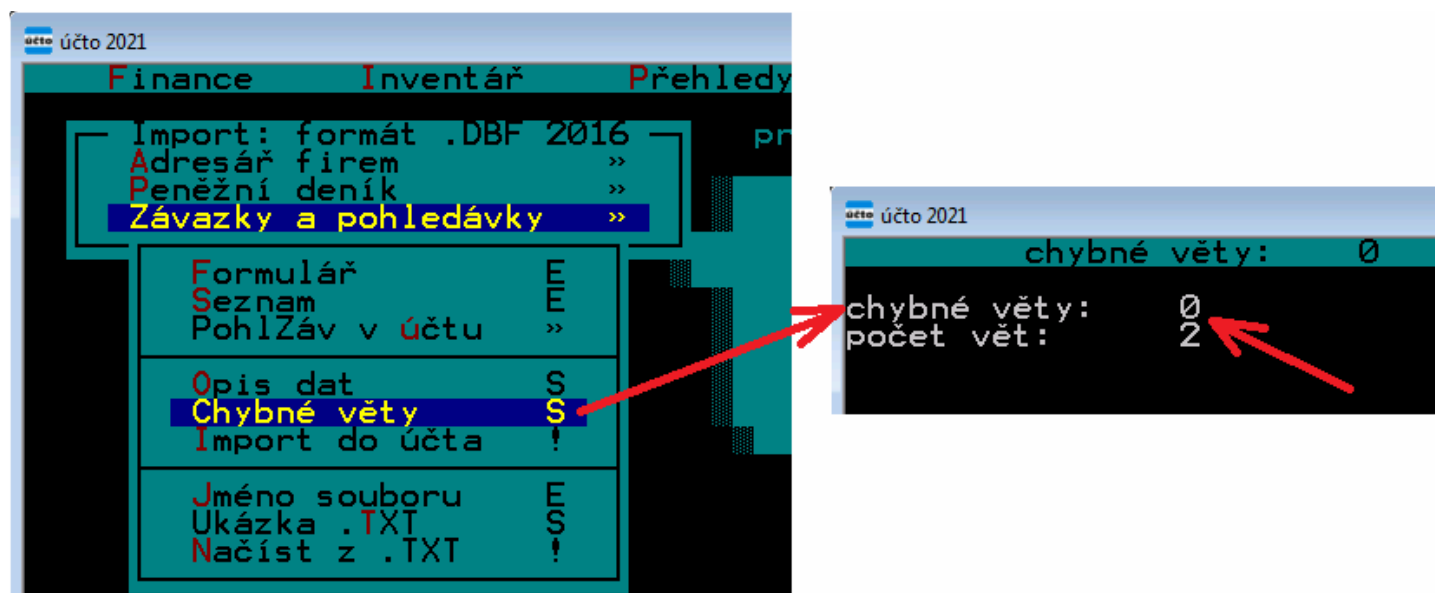 účto 2021
Finance Inventář Přehledy
Import: formát .DBF 2016
pr
Adresář firem »
Peněžní deník »
Závazky a pohledávky »
Formulář E
Seznam E
PohlZáv v účtu »
Opis dat S
Chybné věty S
Import do účta !
Jméno souboru E
Ukázka .TXT S
Načíst z .TXT !
účto 2021
chybné věty: 0
chybné věty: 0
počet vět: 2